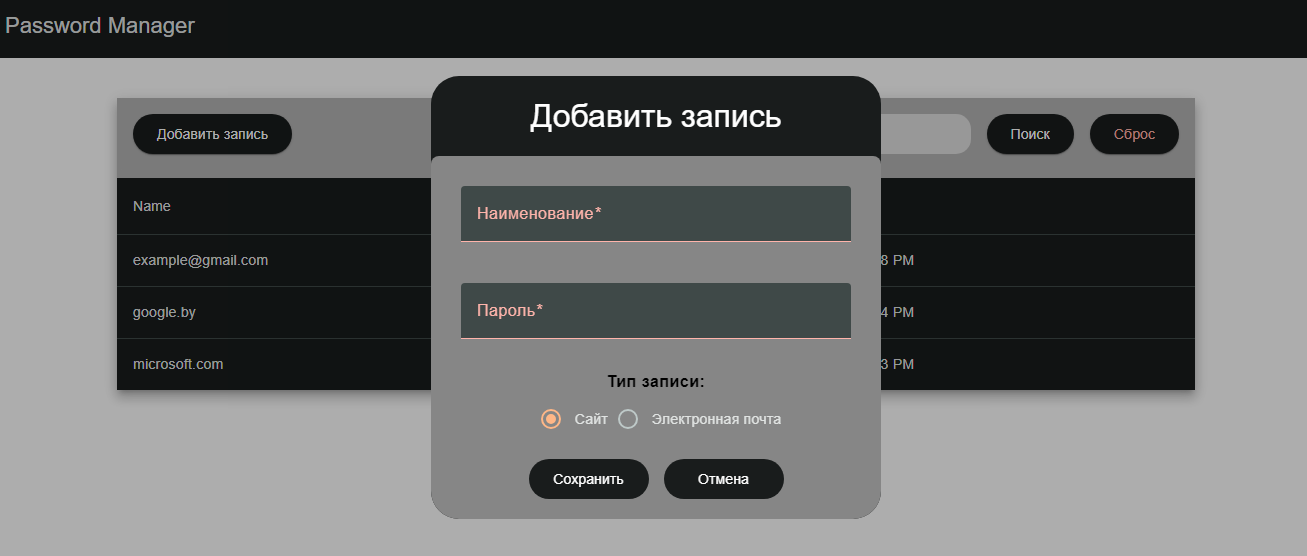 Password Manager
Добавить запись
Добавить запись
Поиск
Сброс
Name
Наименование*
example@gmail.com
8 PM
google.by
Пароль*
4 PM
microsoft.com
3 PM
Тип записи:
Сайт Электронная почта
Сохранить Отмена